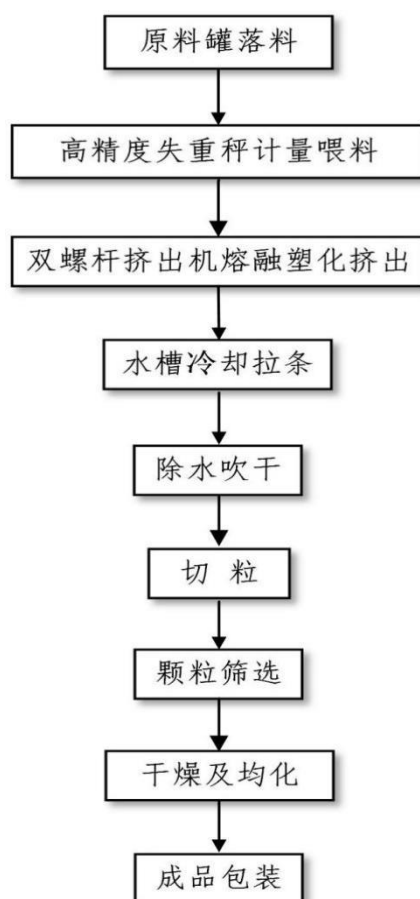 原料罐落料
高精度失重秤计量喂料
双螺杆挤出机熔融塑化挤出
水槽冷却拉条
除水吹干
切 粒
颗粒筛选
干燥及均化
成品包装